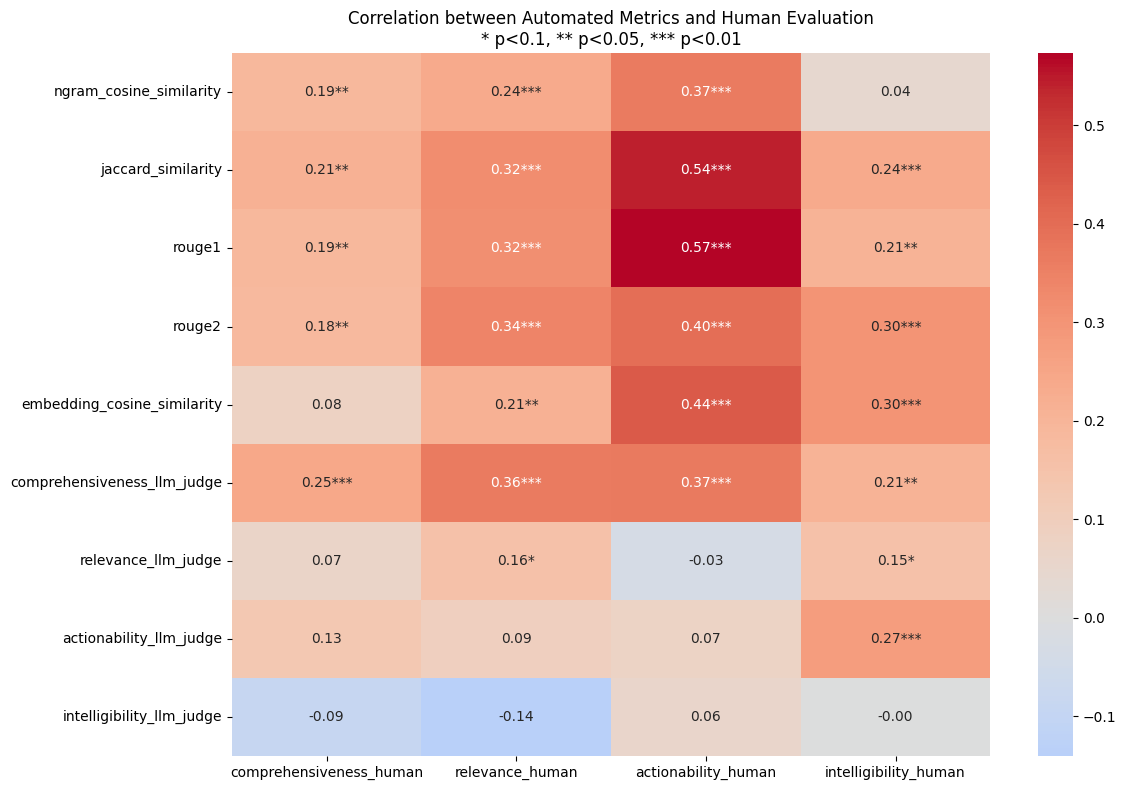 Correlation between Automated Metrics and Human Evaluation
* p<0.1, ** p<0.05, *** p<0.01
ngram_cosine_similarity 0.19** 0.24*** 0.37*** 0.04
jaccard_similarity 0.21** 0.32*** 0.54*** 0.24***
rouge1 0.19** 0.32*** 0.57*** 0.21**
rouge2 0.18** 0.34*** 0.40*** 0.30***
embedding_cosine_similarity 0.08 0.21** 0.44*** 0.30***
comprehensiveness_llm_judge 0.25*** 0.36*** 0.37*** 0.21**
relevance_llm_judge 0.07 0.16* -0.03 0.15*
actionability_llm_judge 0.13 0.09 0.07 0.27***
intelligibility_llm_judge -0.09 -0.14 0.06 -0.00
comprehensiveness_human relevance_human actionability_human intelligibility_human
0.5
0.4
0.3
0.2
0.1
0.0
−0.1